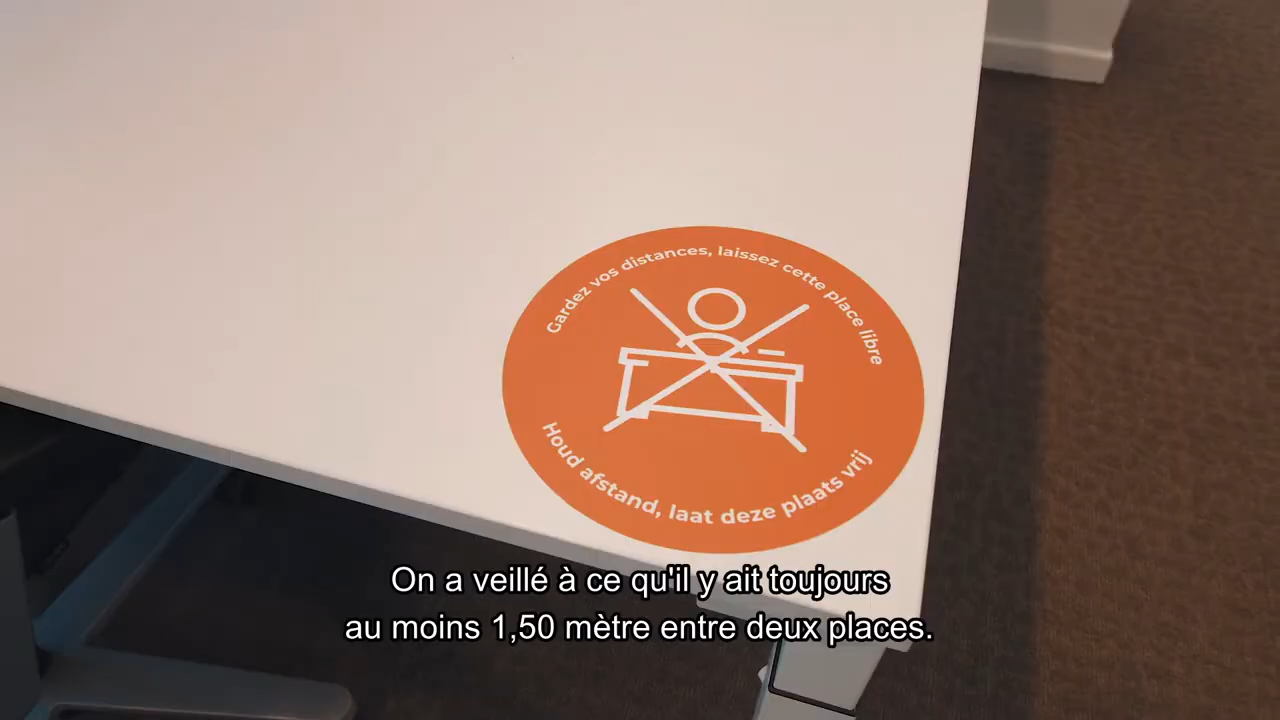 Gardez vos distances, laissez cette place libre
Houd afstand, laat deze plaats vrij
On a veillé à ce qu'il y ait toujours
au moins 1,50 mètre entre deux places.